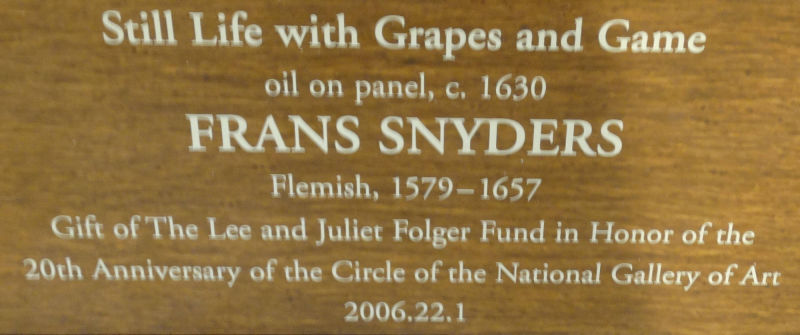 Still Life with Grapes and Game
oil on panel, c. 1630
FRANS SNYDERS
Flemish, 1579–1657
Gift of The Lee and Juliet Folger Fund in Honor of the
20th Anniversary of the Circle of the National Gallery of Art
2006.22.1